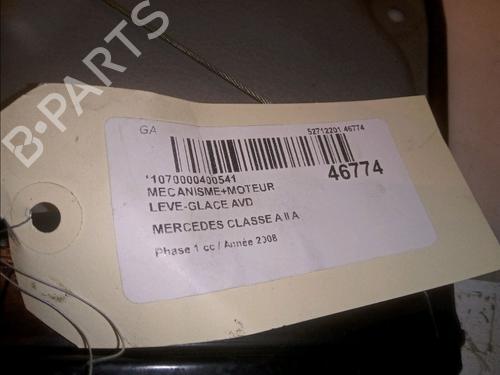 B-PARTS
GA
52712201 46774
*1070000400541
46774
MECANISME+MOTEUR
LEVE-GLACE AVD
MERCEDES CLASSE A II A
Phase 1 cc / Année 2008